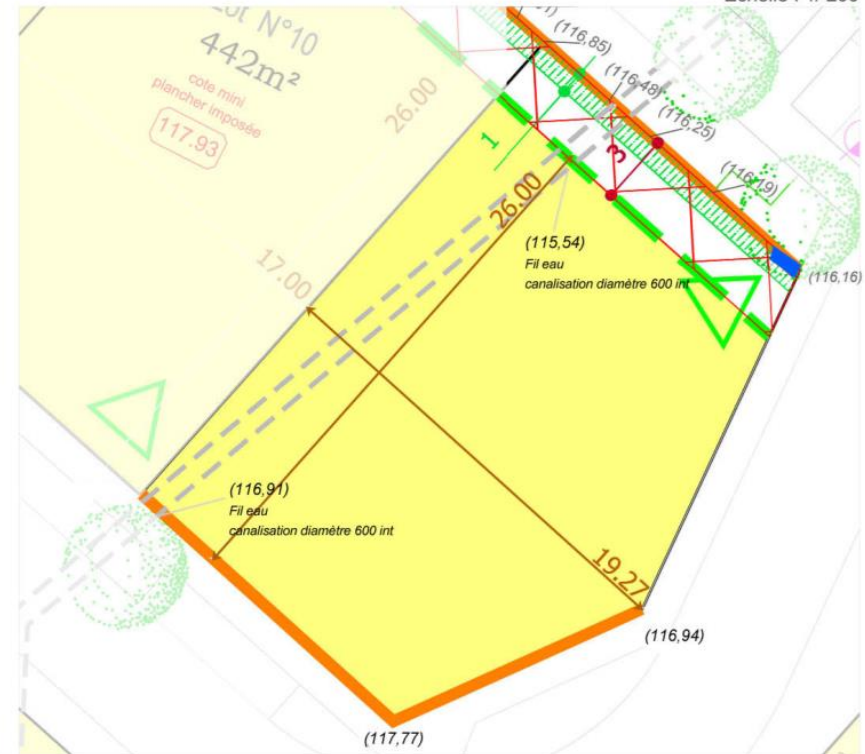 Lot N°10
442m²
cote mini
plancher imposée
117.93
26.00
17.00
(116,85)
(116,48)
(116,25)
(116,19)
(116,16)
1
3
26.00
(115,54)
Fil eau
canalisation diamètre 600 int
(116,91)
Fil eau
canalisation diamètre 600 int
19.27
(116,94)
(117,77)